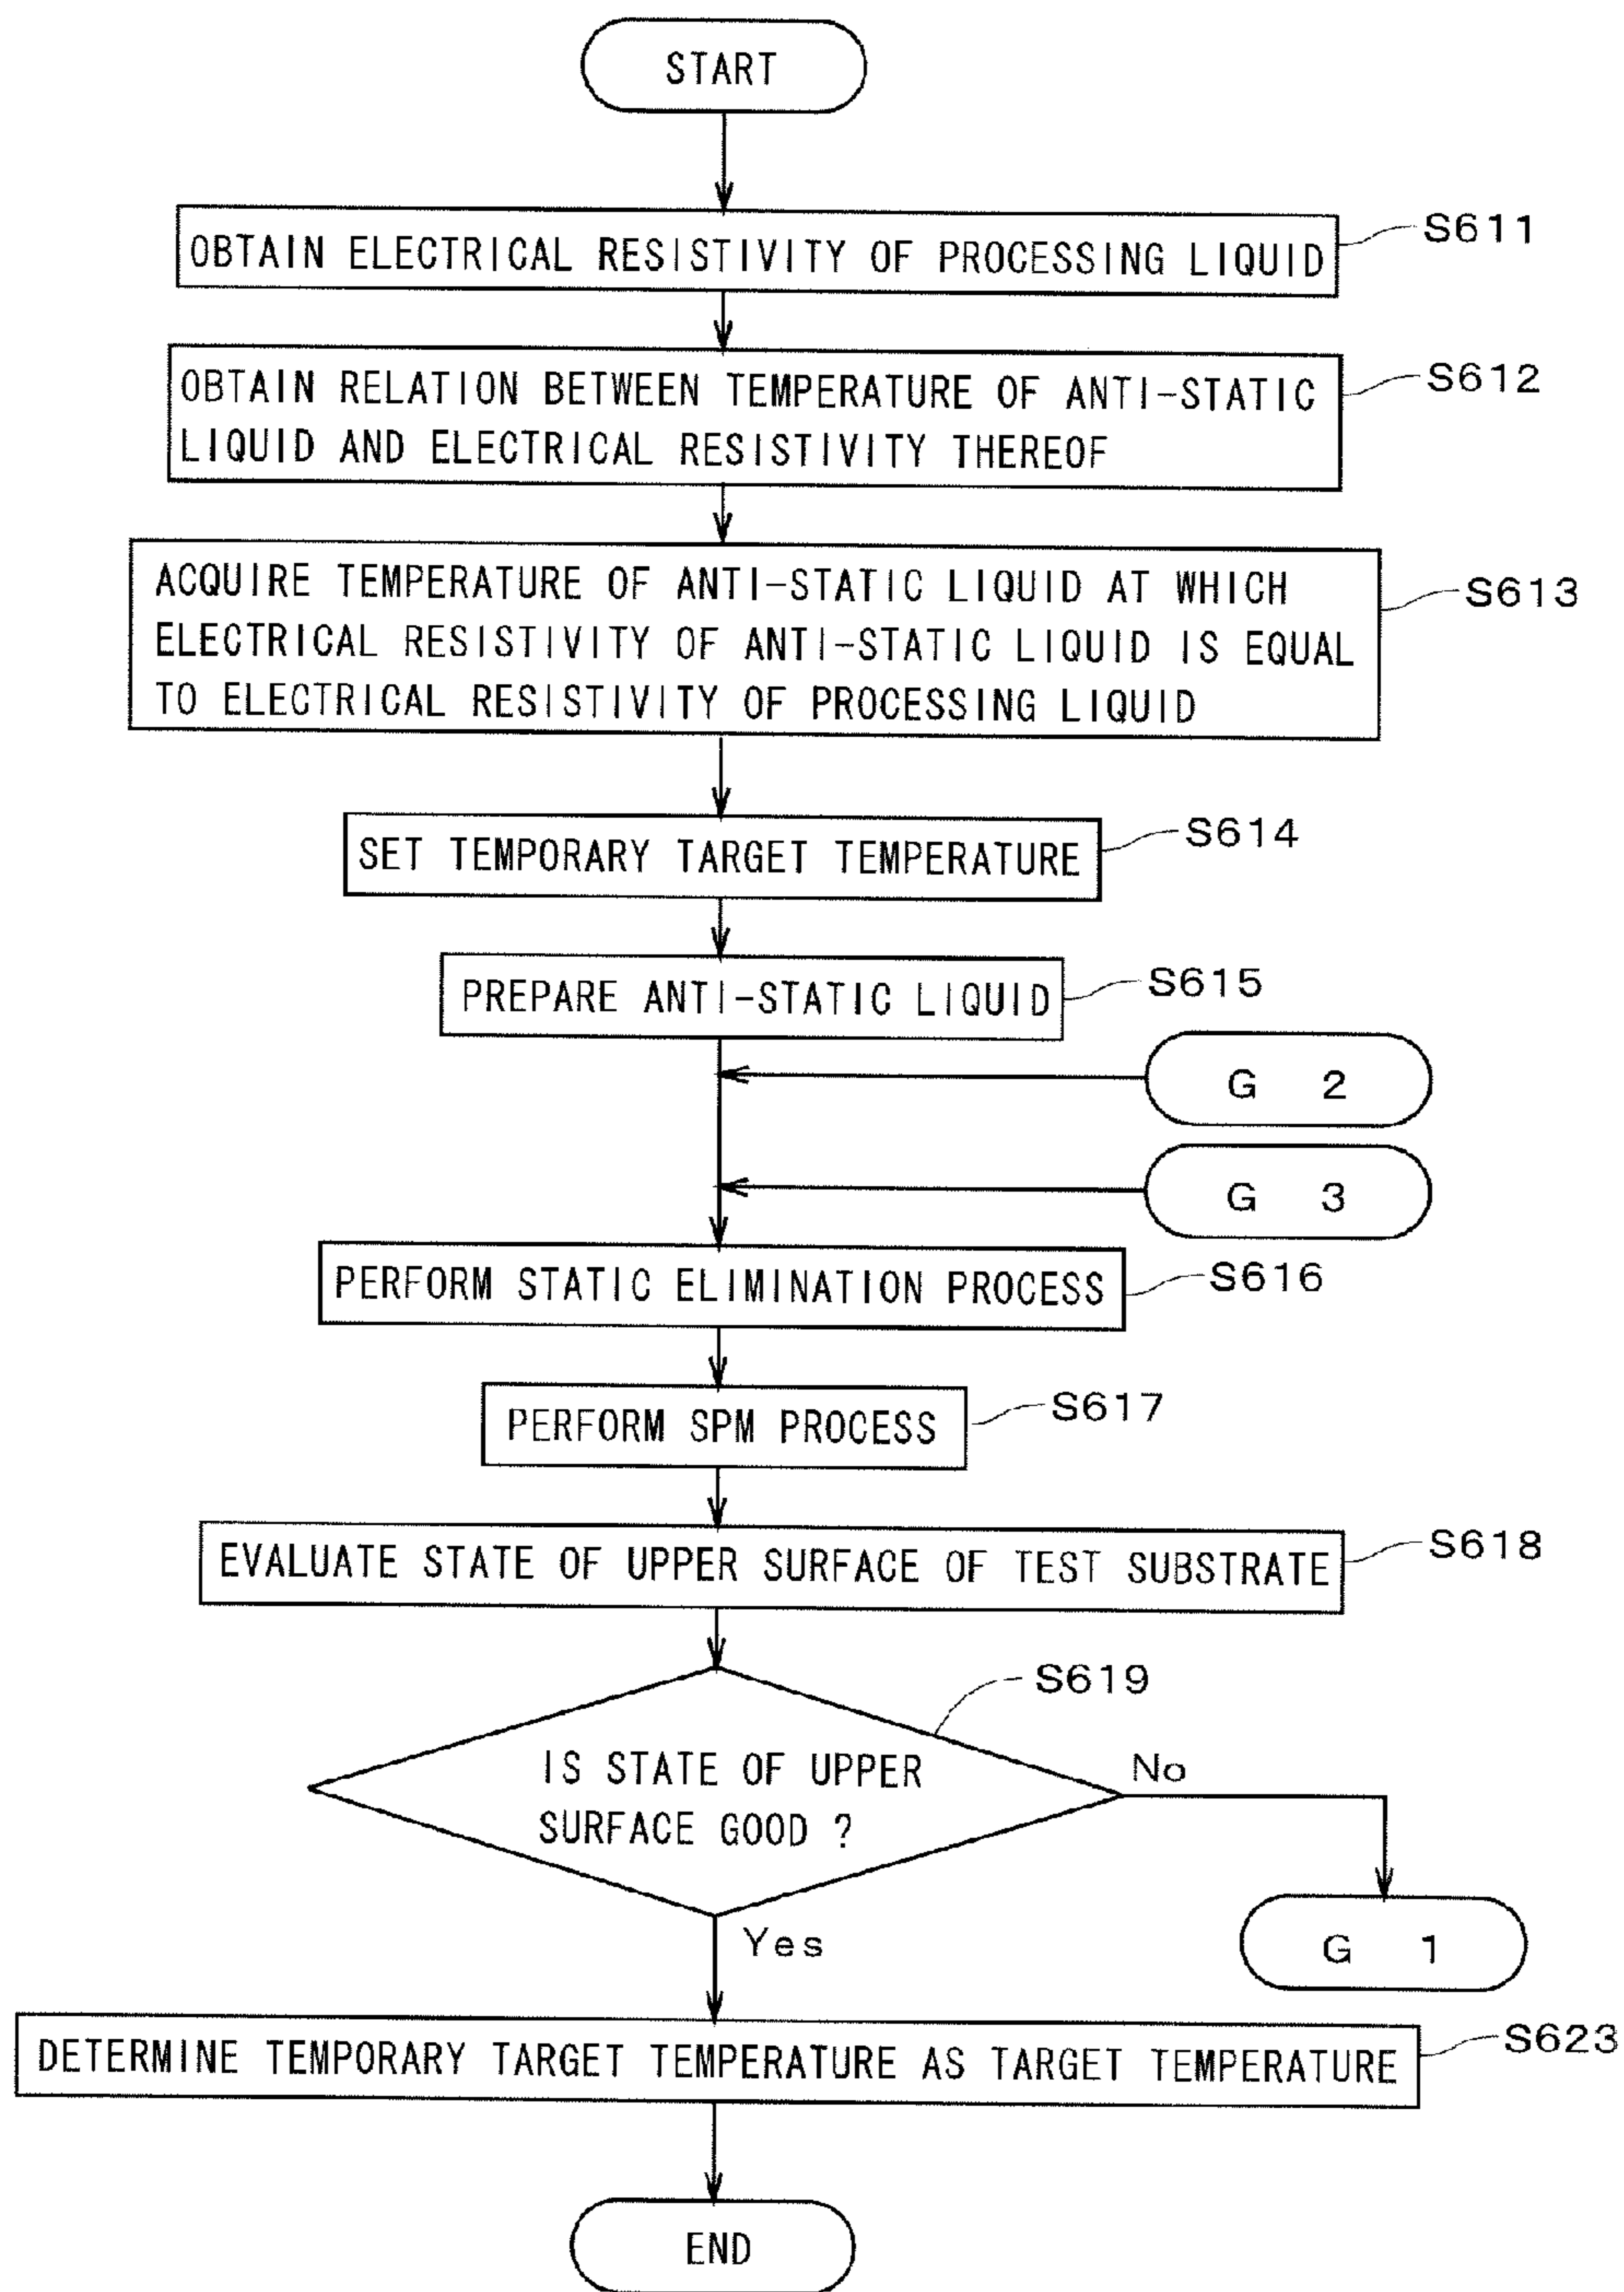 START
OBTAIN ELECTRICAL RESISTIVITY OF PROCESSING LIQUID
S611
OBTAIN RELATION BETWEEN TEMPERATURE OF ANTI-STATIC
LIQUID AND ELECTRICAL RESISTIVITY THEREOF
S612
ACQUIRE TEMPERATURE OF ANTI-STATIC LIQUID AT WHICH
ELECTRICAL RESISTIVITY OF ANTI-STATIC LIQUID IS EQUAL
TO ELECTRICAL RESISTIVITY OF PROCESSING LIQUID
S613
SET TEMPORARY TARGET TEMPERATURE
S614
PREPARE ANTI-STATIC LIQUID
S615
G 2
G 3
PERFORM STATIC ELIMINATION PROCESS
S616
PERFORM SPM PROCESS
S617
EVALUATE STATE OF UPPER SURFACE OF TEST SUBSTRATE
S618
S619
IS STATE OF UPPER
SURFACE GOOD ?
No
Yes
G 1
DETERMINE TEMPORARY TARGET TEMPERATURE AS TARGET TEMPERATURE
S623
END